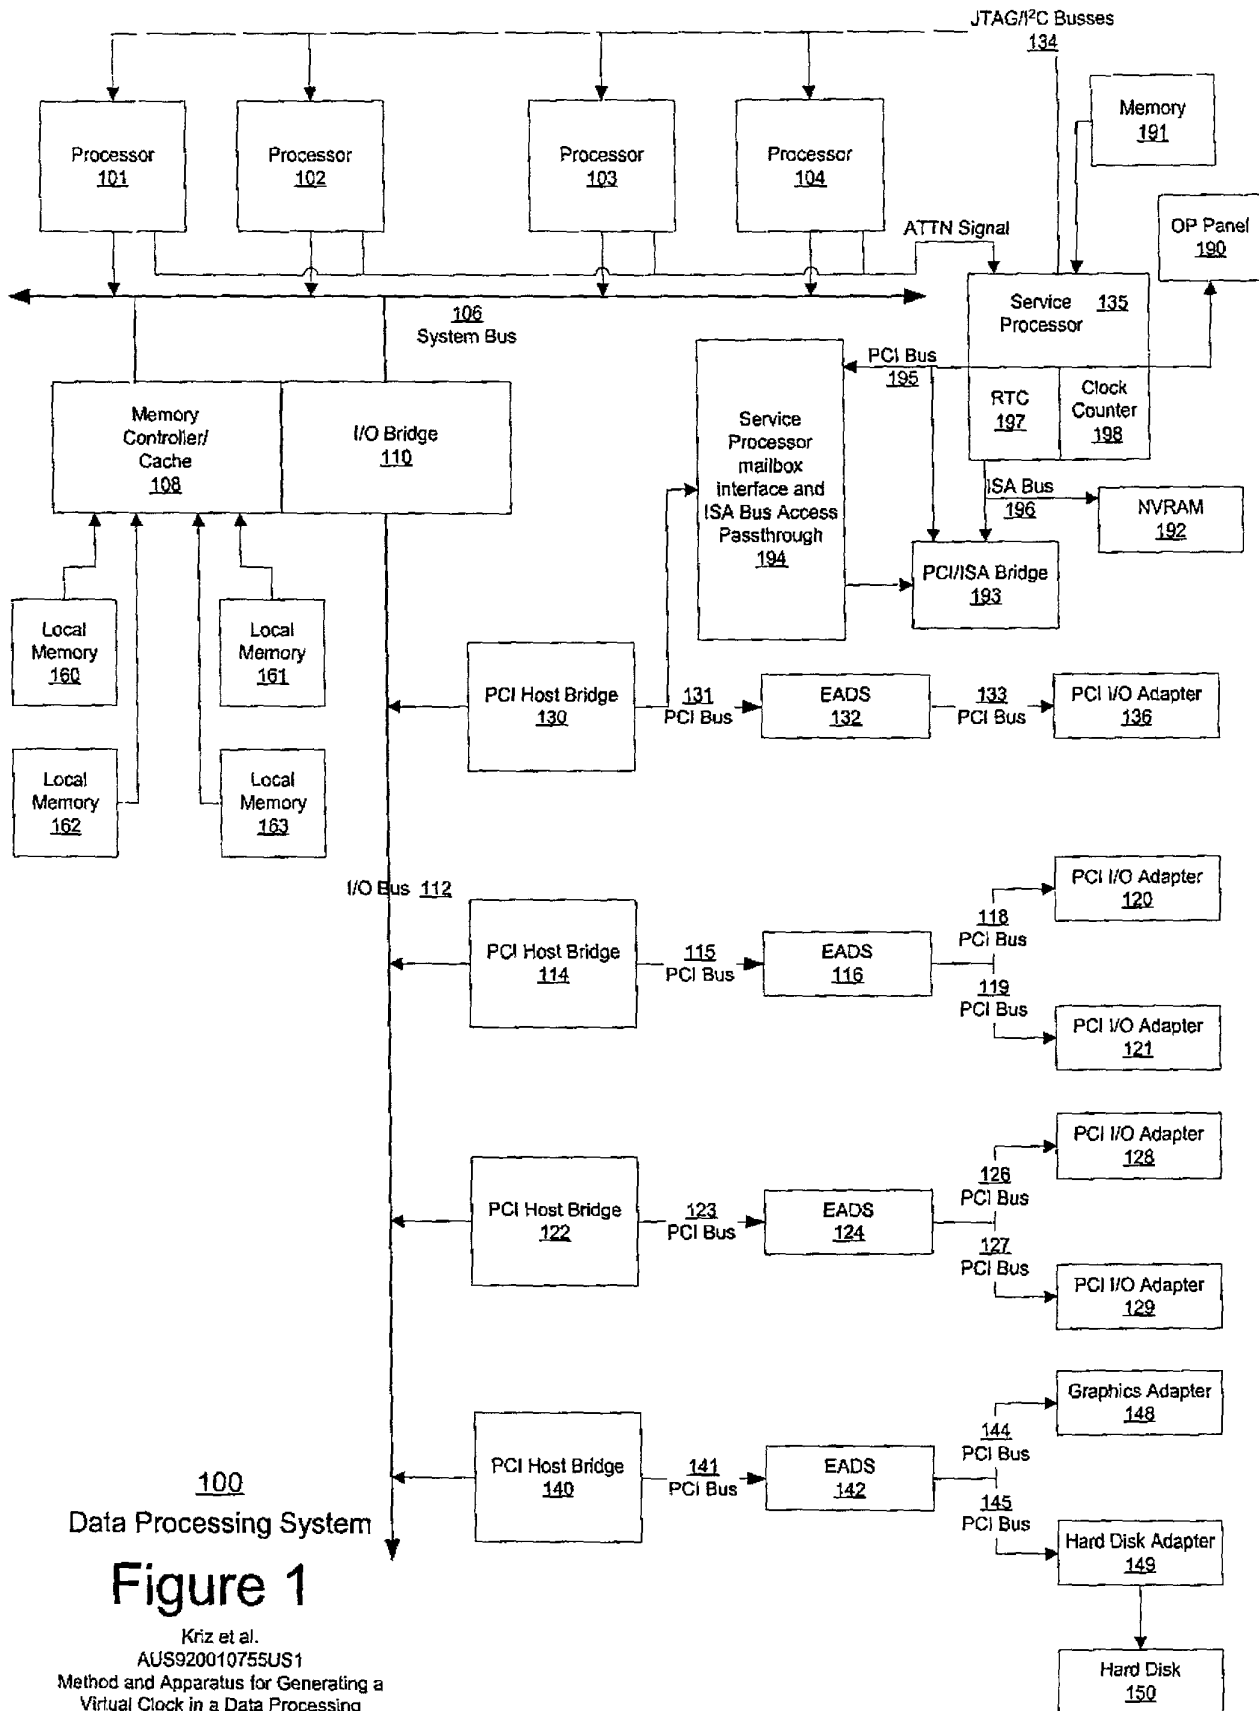 JTAG/I²C Busses
134
Processor
101
Processor
102
Processor
103
Processor
104
Memory
191
OP Panel
190
ATTN Signal
106
System Bus
Service
Processor
135
PCI Bus
195
RTC
197
Clock
Counter
198
Memory
Controller/
Cache
108
I/O Bridge
110
Service
Processor
mailbox
interface and
ISA Bus Access
Passthrough
194
ISA Bus
196
NVRAM
192
PCI/ISA Bridge
193
Local
Memory
160
Local
Memory
161
Local
Memory
162
Local
Memory
163
PCI Host Bridge
130
131
PCI Bus
EADS
132
133
PCI Bus
PCI I/O Adapter
136
I/O Bus 112
PCI Host Bridge
114
115
PCI Bus
EADS
116
118
PCI Bus
119
PCI Bus
PCI I/O Adapter
120
PCI I/O Adapter
121
PCI Host Bridge
122
123
PCI Bus
EADS
124
126
PCI Bus
127
PCI Bus
PCI I/O Adapter
128
PCI I/O Adapter
129
PCI Host Bridge
140
141
PCI Bus
EADS
142
144
PCI Bus
145
PCI Bus
Graphics Adapter
148
Hard Disk Adapter
149
Hard Disk
150
100
Data Processing System
Figure 1
Kriz et al.
AUS920010755US1
Method and Apparatus for Generating a
Virtual Clock in a Data Processing